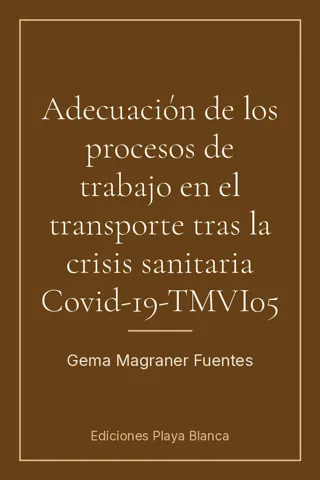 Adecuación de los
procesos de
trabajo en el
transporte tras la
crisis sanitaria
Covid-19-TMVI05
Gema Magraner Fuentes
Ediciones Playa Blanca